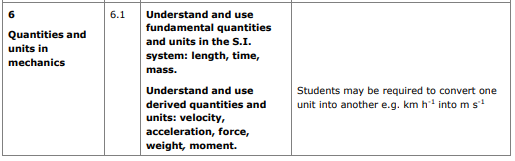 6
Quantities and
units in
mechanics
6.1
Understand and use
fundamental quantities
and units in the S.I.
system: length, time,
mass.
Understand and use
derived quantities and
units: velocity,
acceleration, force,
weight, moment.
Students may be required to convert one
unit into another e.g. km h⁻¹ into m s⁻¹